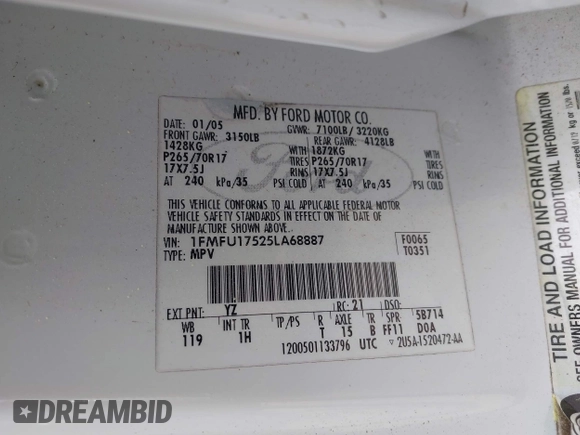 MFD. BY FORD MOTOR CO.
DATE: 01/05 GVWR: 7100LB/ 3220KG
FRONT GAWR: 3150LB REAR GAWR: 4128LB
1428KG 1872KG
P265/70R17 TIRES P265/70R17 TIRES
17X7.5J RIMS 17X7.5J RIMS
AT 240 kPa/35 PSI COLD AT 240 kPa/35 PSI COLD
THIS VEHICLE CONFORMS TO ALL APPLICABLE FEDERAL MOTOR
VEHICLE SAFETY STANDARDS IN EFFECT ON THE DATE OF
MANUFACTURE SHOWN ABOVE.
VIN: 1FMFU17525LA68887 F0065
TYPE: MPV T0351
EXT PNT: YZ RC: 21 DSO:
WB INT TR TP/PS R AXLE TR SPR 5B714
119 1H T 15 B FF11 DOA
1200501133796 UTC 2U5A-1520472-AA
Ford
TIRE AND LOAD INFORMATION
SEE OWNERS MANUAL FOR ADDITIONAL INFORMATION
DREAMBID